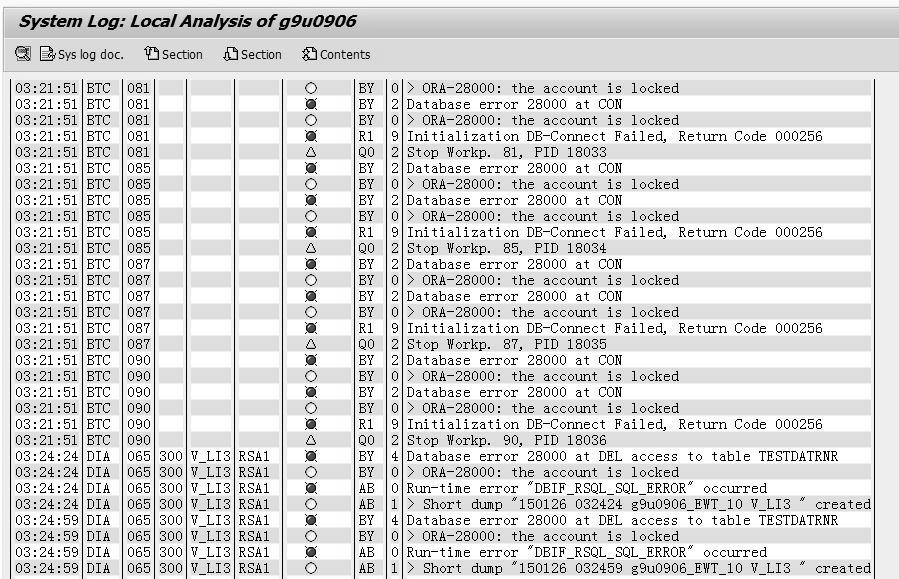 System Log: Local Analysis of g9u0906
Sys log doc. Section Section Contents
03:21:51 BTC 081 BY 0 > ORA-28000: the account is locked
03:21:51 BTC 081 BY 2 Database error 28000 at CON
03:21:51 BTC 081 BY 0 > ORA-28000: the account is locked
03:21:51 BTC 081 R1 9 Initialization DB-Connect Failed, Return Code 000256
03:21:51 BTC 081 Q0 2 Stop Workp. 81, PID 18033
03:21:51 BTC 085 BY 2 Database error 28000 at CON
03:21:51 BTC 085 BY 0 > ORA-28000: the account is locked
03:21:51 BTC 085 BY 2 Database error 28000 at CON
03:21:51 BTC 085 BY 0 > ORA-28000: the account is locked
03:21:51 BTC 085 R1 9 Initialization DB-Connect Failed, Return Code 000256
03:21:51 BTC 085 Q0 2 Stop Workp. 85, PID 18034
03:21:51 BTC 087 BY 2 Database error 28000 at CON
03:21:51 BTC 087 BY 0 > ORA-28000: the account is locked
03:21:51 BTC 087 BY 2 Database error 28000 at CON
03:21:51 BTC 087 BY 0 > ORA-28000: the account is locked
03:21:51 BTC 087 R1 9 Initialization DB-Connect Failed, Return Code 000256
03:21:51 BTC 087 Q0 2 Stop Workp. 87, PID 18035
03:21:51 BTC 090 BY 2 Database error 28000 at CON
03:21:51 BTC 090 BY 0 > ORA-28000: the account is locked
03:21:51 BTC 090 BY 2 Database error 28000 at CON
03:21:51 BTC 090 BY 0 > ORA-28000: the account is locked
03:21:51 BTC 090 R1 9 Initialization DB-Connect Failed, Return Code 000256
03:21:51 BTC 090 Q0 2 Stop Workp. 90, PID 18036
03:24:24 DIA 065 300 V_LI3 RSA1 BY 4 Database error 28000 at DEL access to table TESTDATRNR
03:24:24 DIA 065 300 V_LI3 RSA1 BY 0 > ORA-28000: the account is locked
03:24:24 DIA 065 300 V_LI3 RSA1 AB 0 Run-time error "DBIF_RSQL_SQL_ERROR" occurred
03:24:24 DIA 065 300 V_LI3 RSA1 AB 1 > Short dump "150126 032424 g9u0906_EWT_10 V_LI3 " created
03:24:59 DIA 065 300 V_LI3 RSA1 BY 4 Database error 28000 at DEL access to table TESTDATRNR
03:24:59 DIA 065 300 V_LI3 RSA1 BY 0 > ORA-28000: the account is locked
03:24:59 DIA 065 300 V_LI3 RSA1 AB 0 Run-time error "DBIF_RSQL_SQL_ERROR" occurred
03:24:59 DIA 065 300 V_LI3 RSA1 AB 1 > Short dump "150126 032459 g9u0906_EWT_10 V_LI3 " created